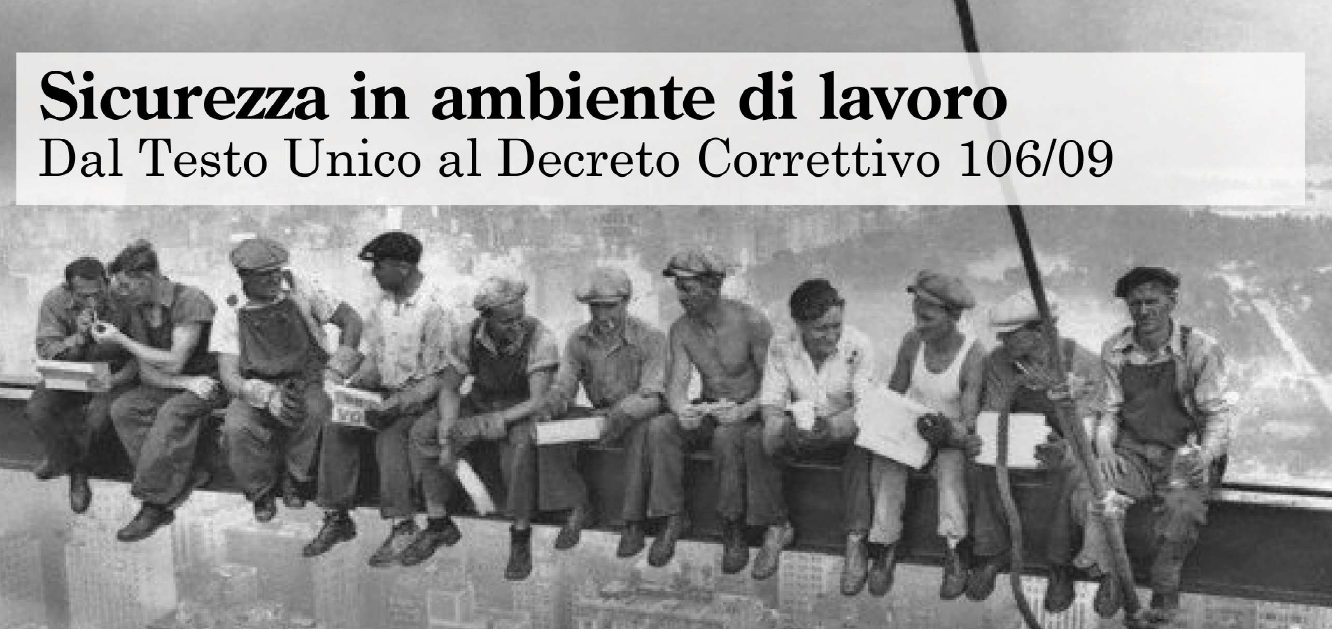 Sicurezza in ambiente di lavoro
Dal Testo Unico al Decreto Correttivo 106/09